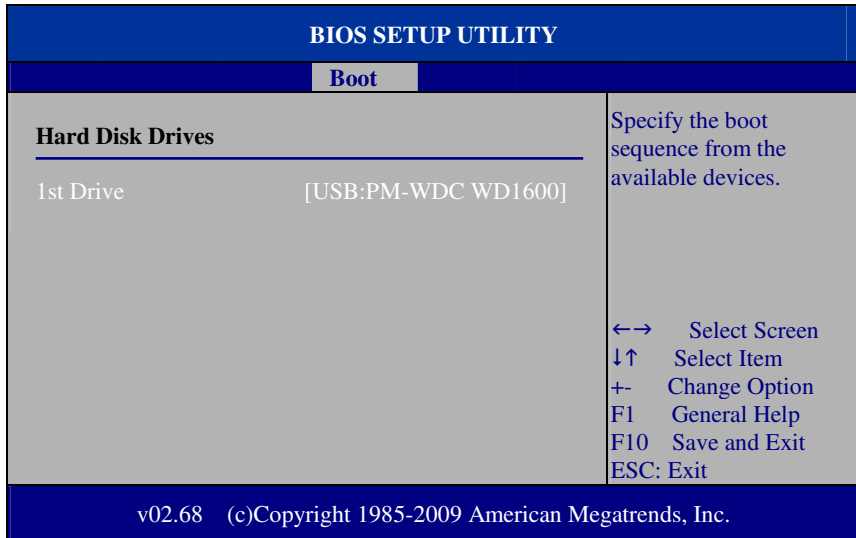 BIOS SETUP UTILITY
Boot
Hard Disk Drives
1st Drive [USB:PM-WDC WD1600]
Specify the boot
sequence from the
available devices.
←→ Select Screen
↓↑ Select Item
+- Change Option
F1 General Help
F10 Save and Exit
ESC: Exit
v02.68 (c)Copyright 1985-2009 American Megatrends, Inc.